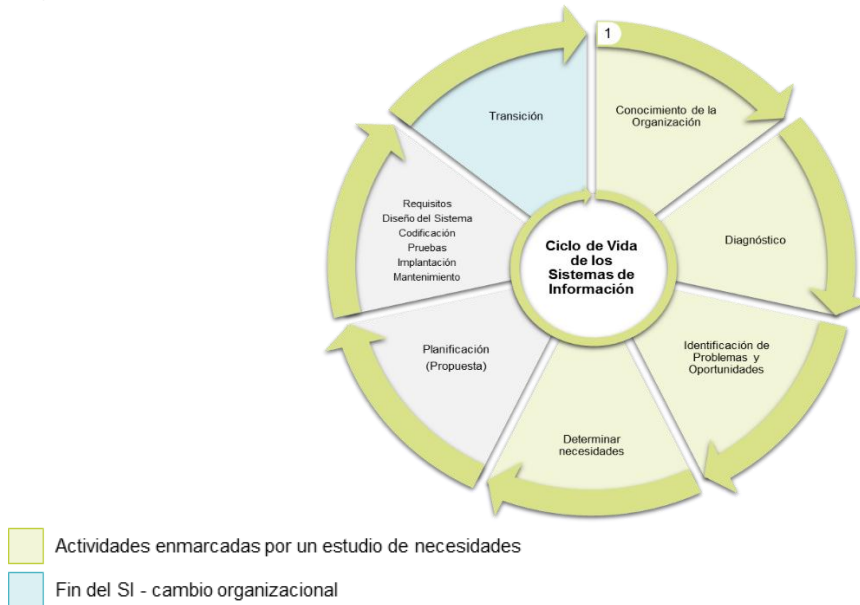 1
Conocimiento de la
Organización
Diagnóstico
Identificación de
Problemas y
Oportunidades
Determinar
necesidades
Planificación
(Propuesta)
Requisitos
Diseño del Sistema
Codificación
Pruebas
Implantación
Mantenimiento
Transición
Ciclo de Vida
de los
Sistemas de
Información
Actividades enmarcadas por un estudio de necesidades
Fin del SI - cambio organizacional